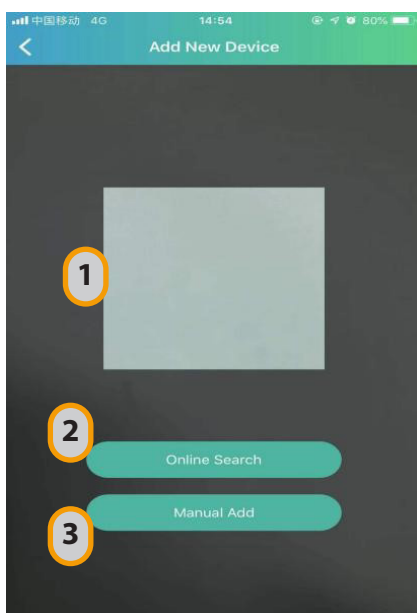 中国移动 4G 14:54 80%
Add New Device
1
2
Online Search
Manual Add
3